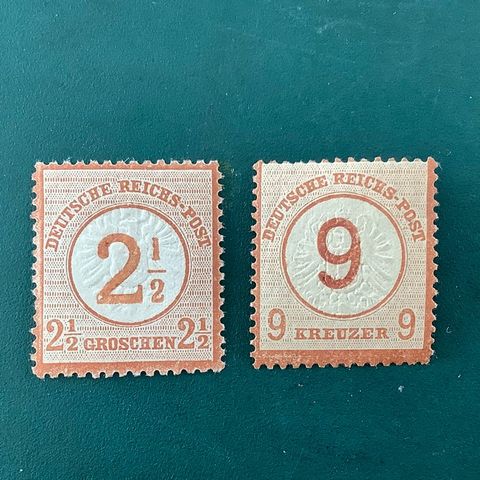 DEUTSCHE REICHS-POST
2 1/2
2 1/2 GROSCHEN 2 1/2
DEUTSCHE REICHS-POST
9
9 KREUZER 9